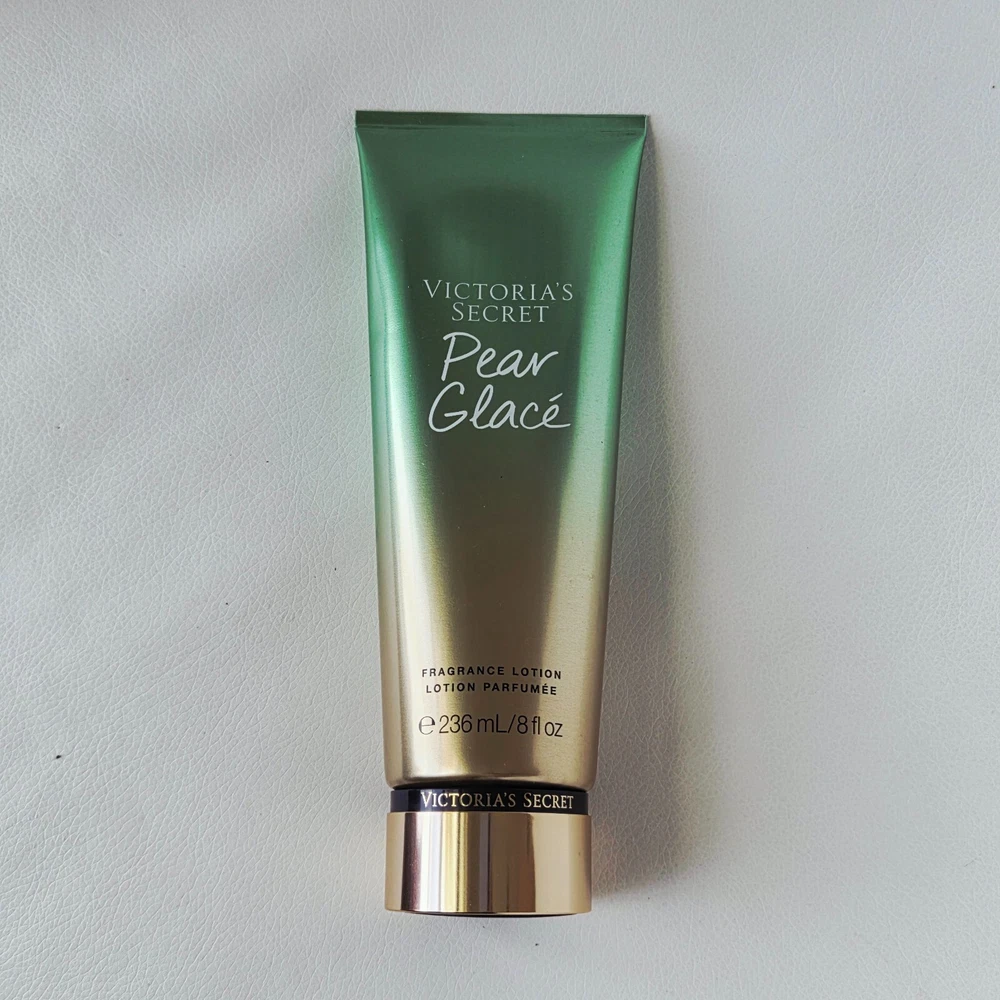 VICTORIA'S
SECRET
Pear
Glacé
FRAGRANCE LOTION
LOTION PARFUMÉE
℮ 236 mL/8 fl oz
VICTORIA'S SECRET